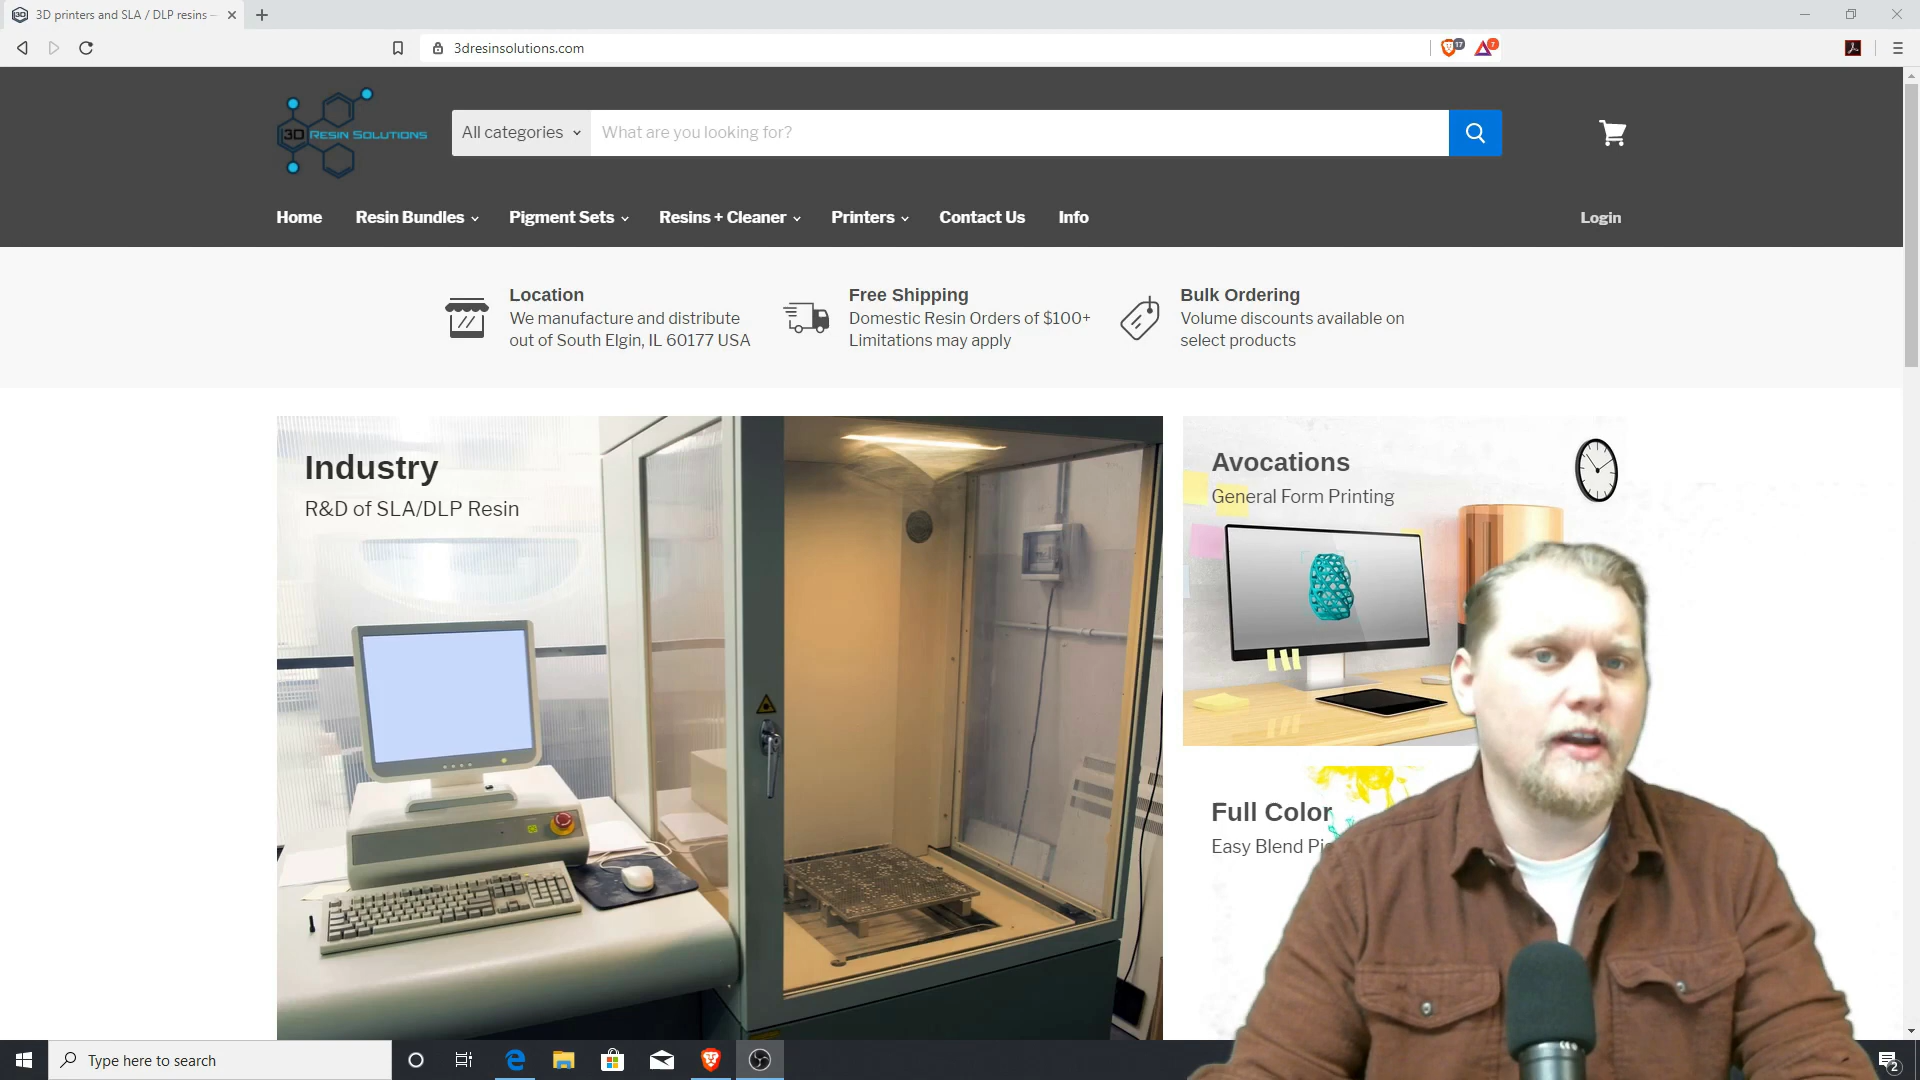 3D printers and SLA / DLP resins –
3dresinsolutions.com
17
7
3D RESIN SOLUTIONS
All categories
What are you looking for?
Home
Resin Bundles
Pigment Sets
Resins + Cleaner
Printers
Contact Us
Info
Login
Location
We manufacture and distribute
out of South Elgin, IL 60177 USA
Free Shipping
Domestic Resin Orders of $100+
Limitations may apply
Bulk Ordering
Volume discounts available on
select products
Industry
R&D of SLA/DLP Resin
Avocations
General Form Printing
Full Color
Easy Blend
Type here to search
2